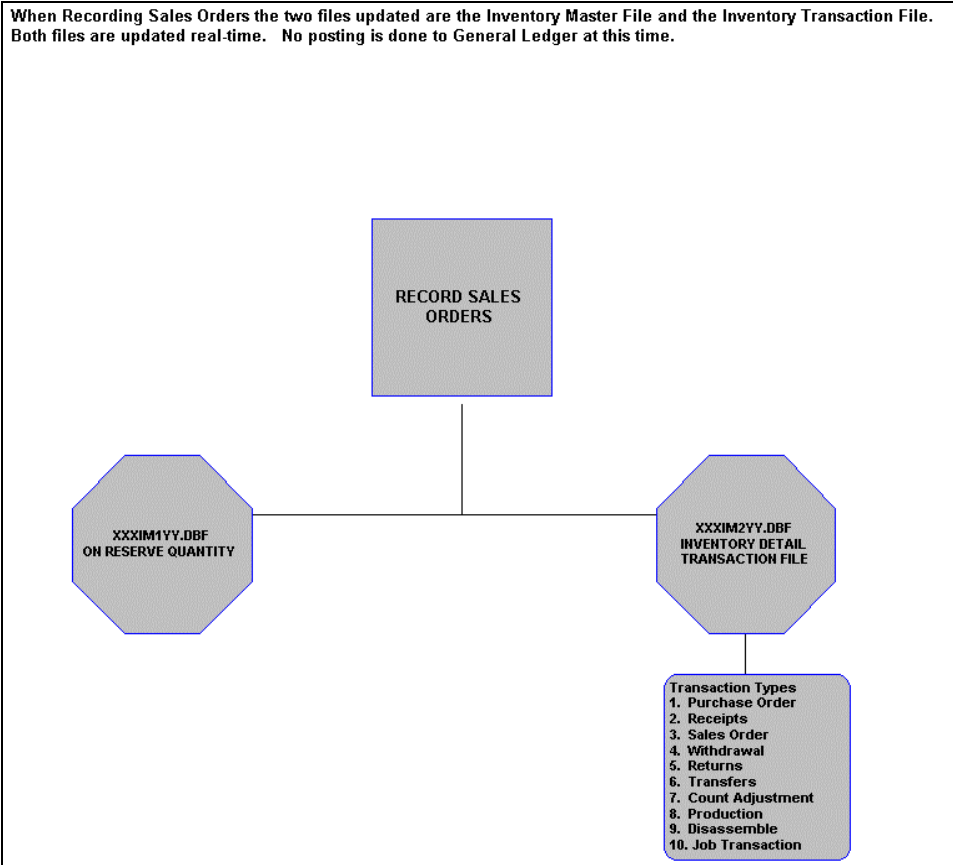 When Recording Sales Orders the two files updated are the Inventory Master File and the Inventory Transaction File.
Both files are updated real-time. No posting is done to General Ledger at this time.
RECORD SALES
ORDERS
XXXIM1YY.DBF
ON RESERVE QUANTITY
XXXIM2YY.DBF
INVENTORY DETAIL
TRANSACTION FILE
Transaction Types
1. Purchase Order
2. Receipts
3. Sales Order
4. Withdrawal
5. Returns
6. Transfers
7. Count Adjustment
8. Production
9. Disassemble
10. Job Transaction